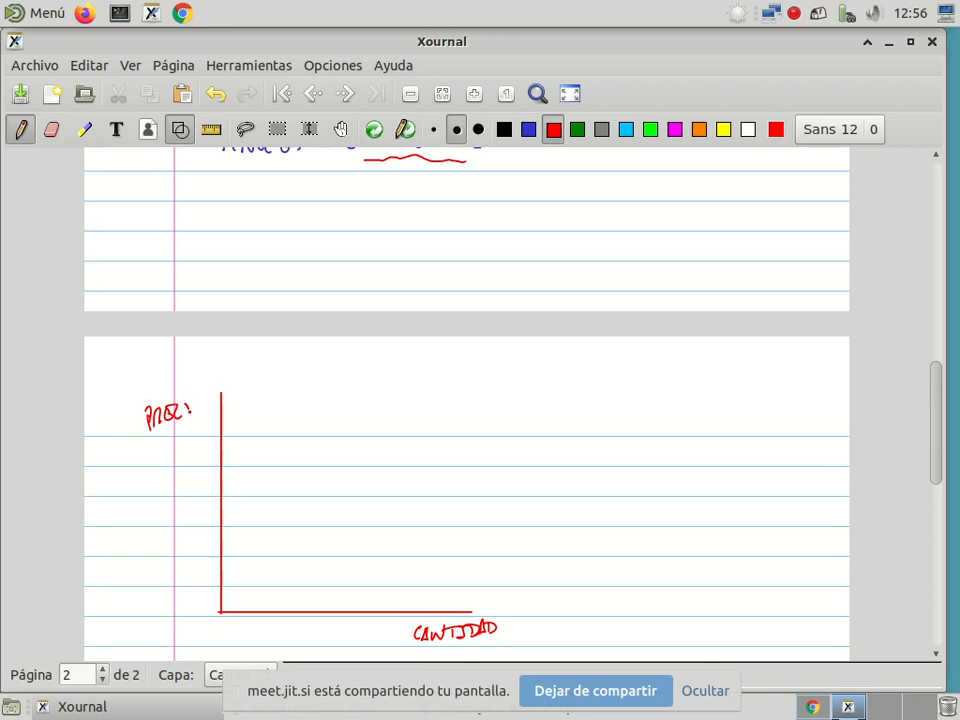 Menú
12:56
Xournal
Archivo Editar Ver Página Herramientas Opciones Ayuda
Sans 12 0
CANTIDAD
Página 2 de 2 Capa:
meet.jit.si está compartiendo tu pantalla. Dejar de compartir Ocultar
Xournal